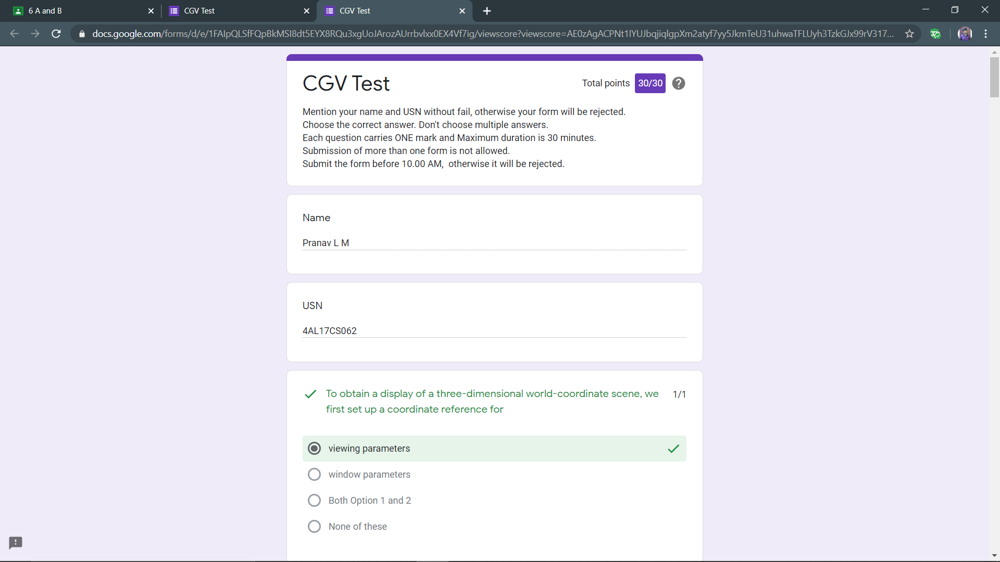 6 A and B
CGV Test
CGV Test
docs.google.com/forms/d/e/1FAIpQLSfFQpBkMSI8dt5EYX8RQu3xgUoJArozAUrrbvlxx0EX4Vf7ig/viewscore?viewscore=AE0zAgACPNt1IYUJbqjiqlgpXm2atyf7yy5JkmTeU31uhwaTFLUyh3TzkGJx99rV317...
CGV Test
Total points 30/30
Mention your name and USN without fail, otherwise your form will be rejected.
Choose the correct answer. Don't choose multiple answers.
Each question carries ONE mark and Maximum duration is 30 minutes.
Submission of more than one form is not allowed.
Submit the form before 10.00 AM,  otherwise it will be rejected.
Name
Pranav L M
USN
4AL17CS062
To obtain a display of a three-dimensional world-coordinate scene, we 1/1
first set up a coordinate reference for
viewing parameters
window parameters
Both Option 1 and 2
None of these